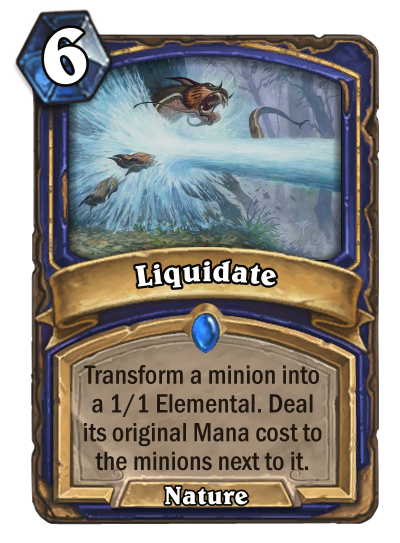 6
Liquidate
Transform a minion into
a 1/1 Elemental. Deal
its original Mana cost to
the minions next to it.
Nature